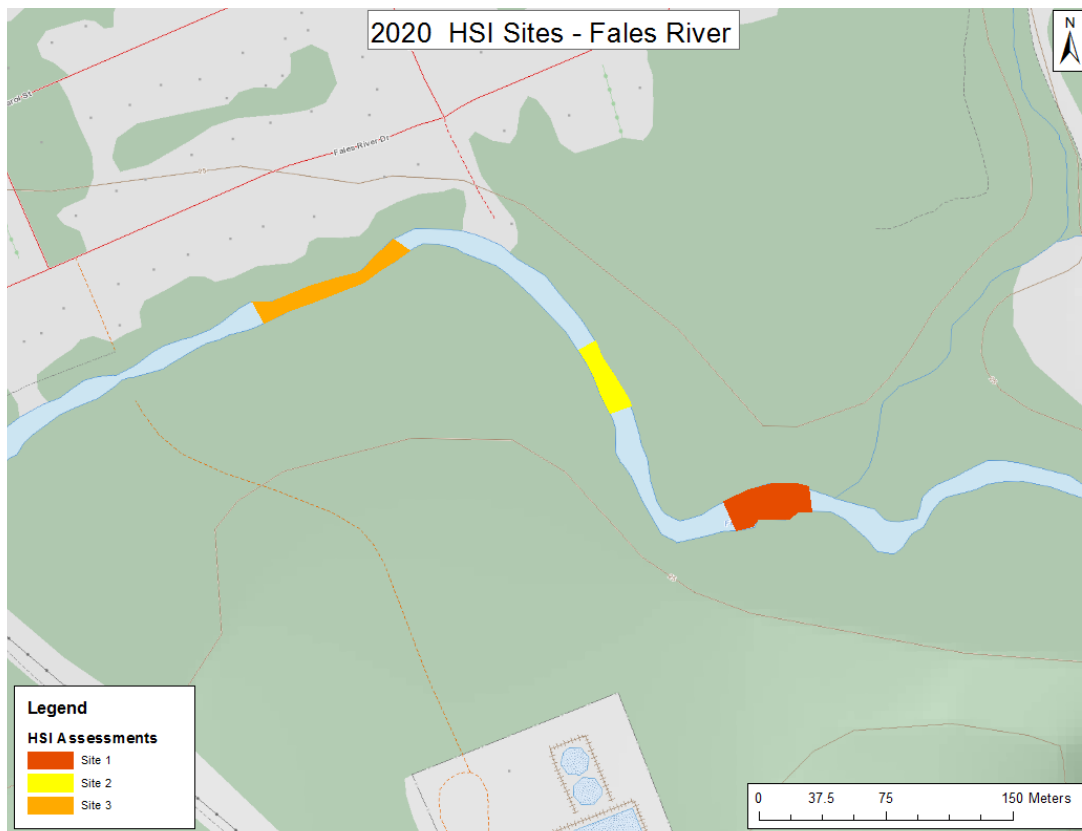 2020 HSI Sites - Fales River
N
Fales River Dr
Legend
HSI Assessments
Site 1
Site 2
Site 3
0 37.5 75 150 Meters